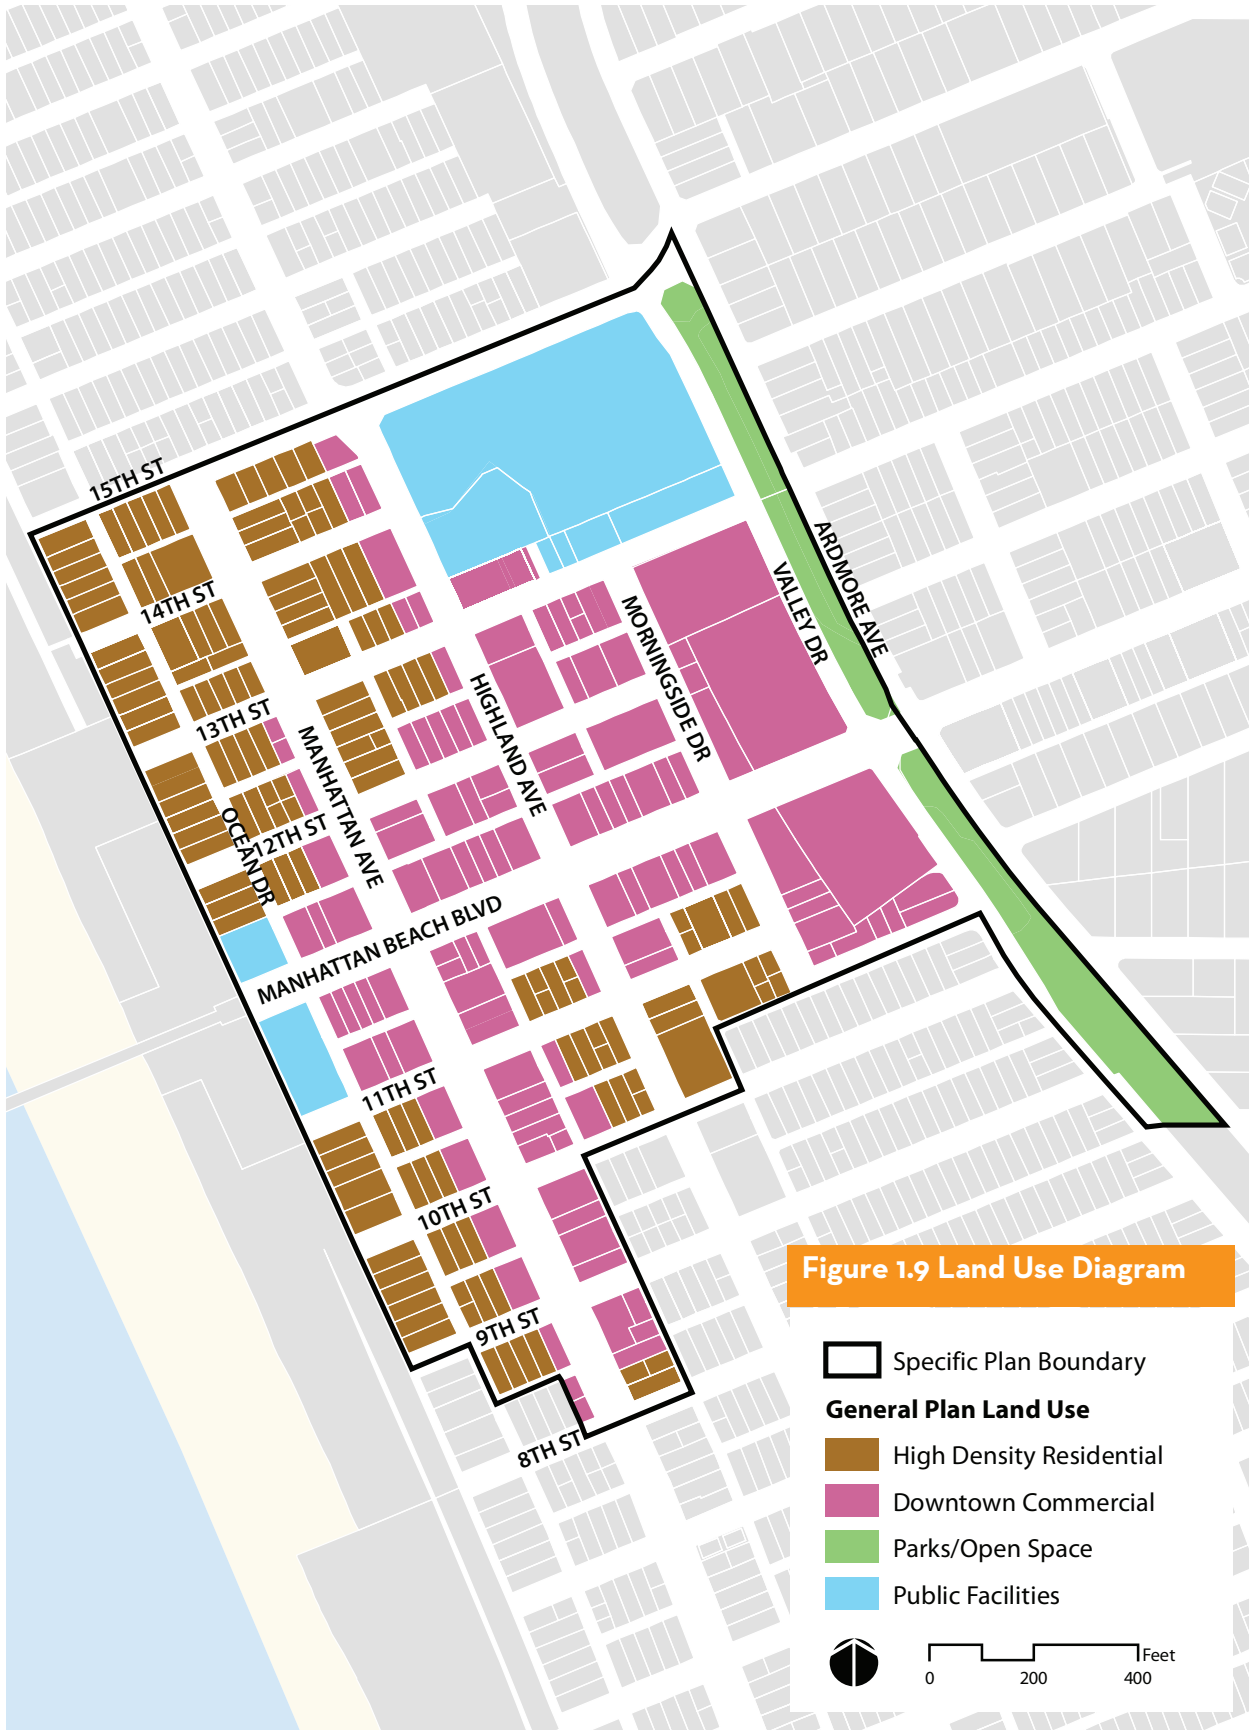 15TH ST
14TH ST
13TH ST
12TH ST
OCEAN DR
MANHATTAN AVE
HIGHLAND AVE
MORNINGSIDE DR
VALLEY DR
ARDMORE AVE
MANHATTAN BEACH BLVD
11TH ST
10TH ST
9TH ST
8TH ST
Figure 1.9 Land Use Diagram
Specific Plan Boundary
General Plan Land Use
High Density Residential
Downtown Commercial
Parks/Open Space
Public Facilities
Feet
0 200 400